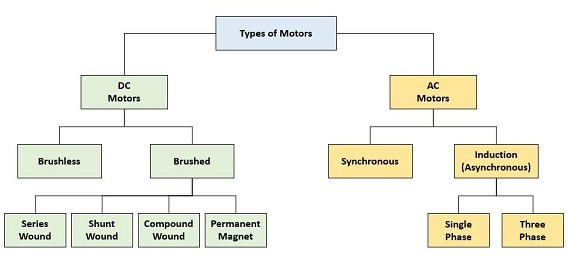 Types of Motors
DC
Motors
AC
Motors
Brushless
Brushed
Synchronous
Induction
(Asynchronous)
Series
Wound
Shunt
Wound
Compound
Wound
Permanent
Magnet
Single
Phase
Three
Phase